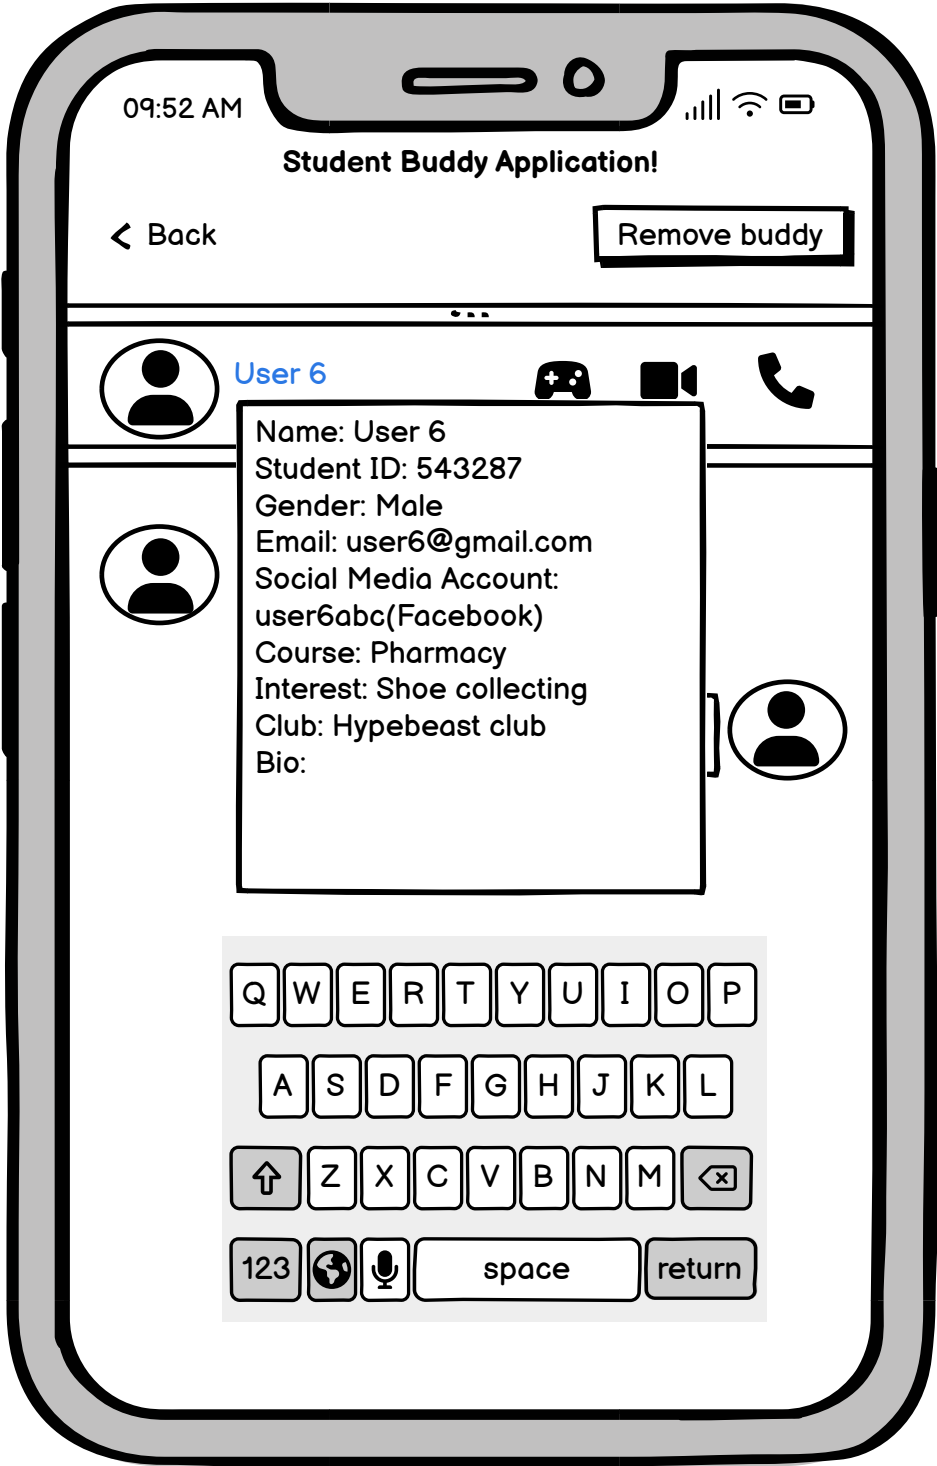 09:52 AM
Student Buddy Application!
Back
Remove buddy
User 6
Name: User 6
Student ID: 543287
Gender: Male
Email: user6@gmail.com
Social Media Account:
user6abc(Facebook)
Course: Pharmacy
Interest: Shoe collecting
Club: Hypebeast club
Bio:
Q W E R T Y U I O P
A S D F G H J K L
Z X C V B N M
123 space return